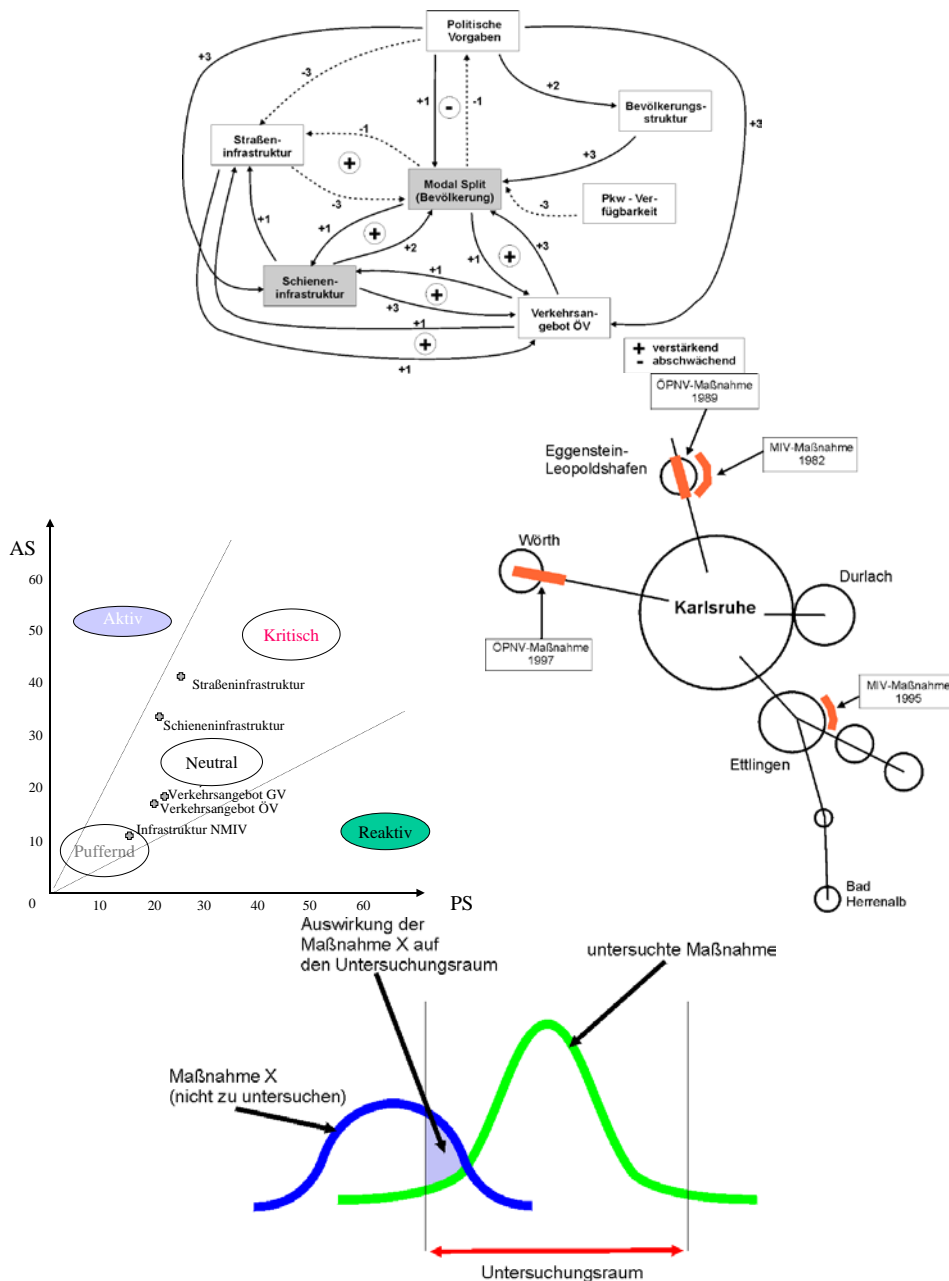 Politische
Vorgaben
+3
-3
+2
+1
-
-1
Bevölkerungs-
struktur
+3
Straßen-
infrastruktur
-1
+
+3
Modal Split
(Bevölkerung)
-3
Pkw - Ver-
fügbarkeit
-3
+1
+1
+
+2
+1
+
+3
Schienen-
infrastruktur
+1
+
+3
Verkehrsan-
gebot ÖV
+1
+
+1
+ verstärkend
- abschwächend
ÖPNV-Maßnahme
1989
MIV-Maßnahme
1982
Eggenstein-
Leopoldshafen
Wörth
Durlach
Karlsruhe
ÖPNV-Maßnahme
1997
MIV-Maßnahme
1995
Ettlingen
Bad
Herrenalb
AS
60
50
40
30
20
10
0
Aktiv
Kritisch
Straßeninfrastruktur
Schieneninfrastruktur
Neutral
Verkehrsangebot GV
Verkehrsangebot ÖV
Infrastruktur NMIV
Puffernd
Reaktiv
10 20 30 40 50 60
PS
Auswirkung der
Maßnahme X auf
den Untersuchungsraum
untersuchte Maßnahme
Maßnahme X
(nicht zu untersuchen)
Untersuchungsraum